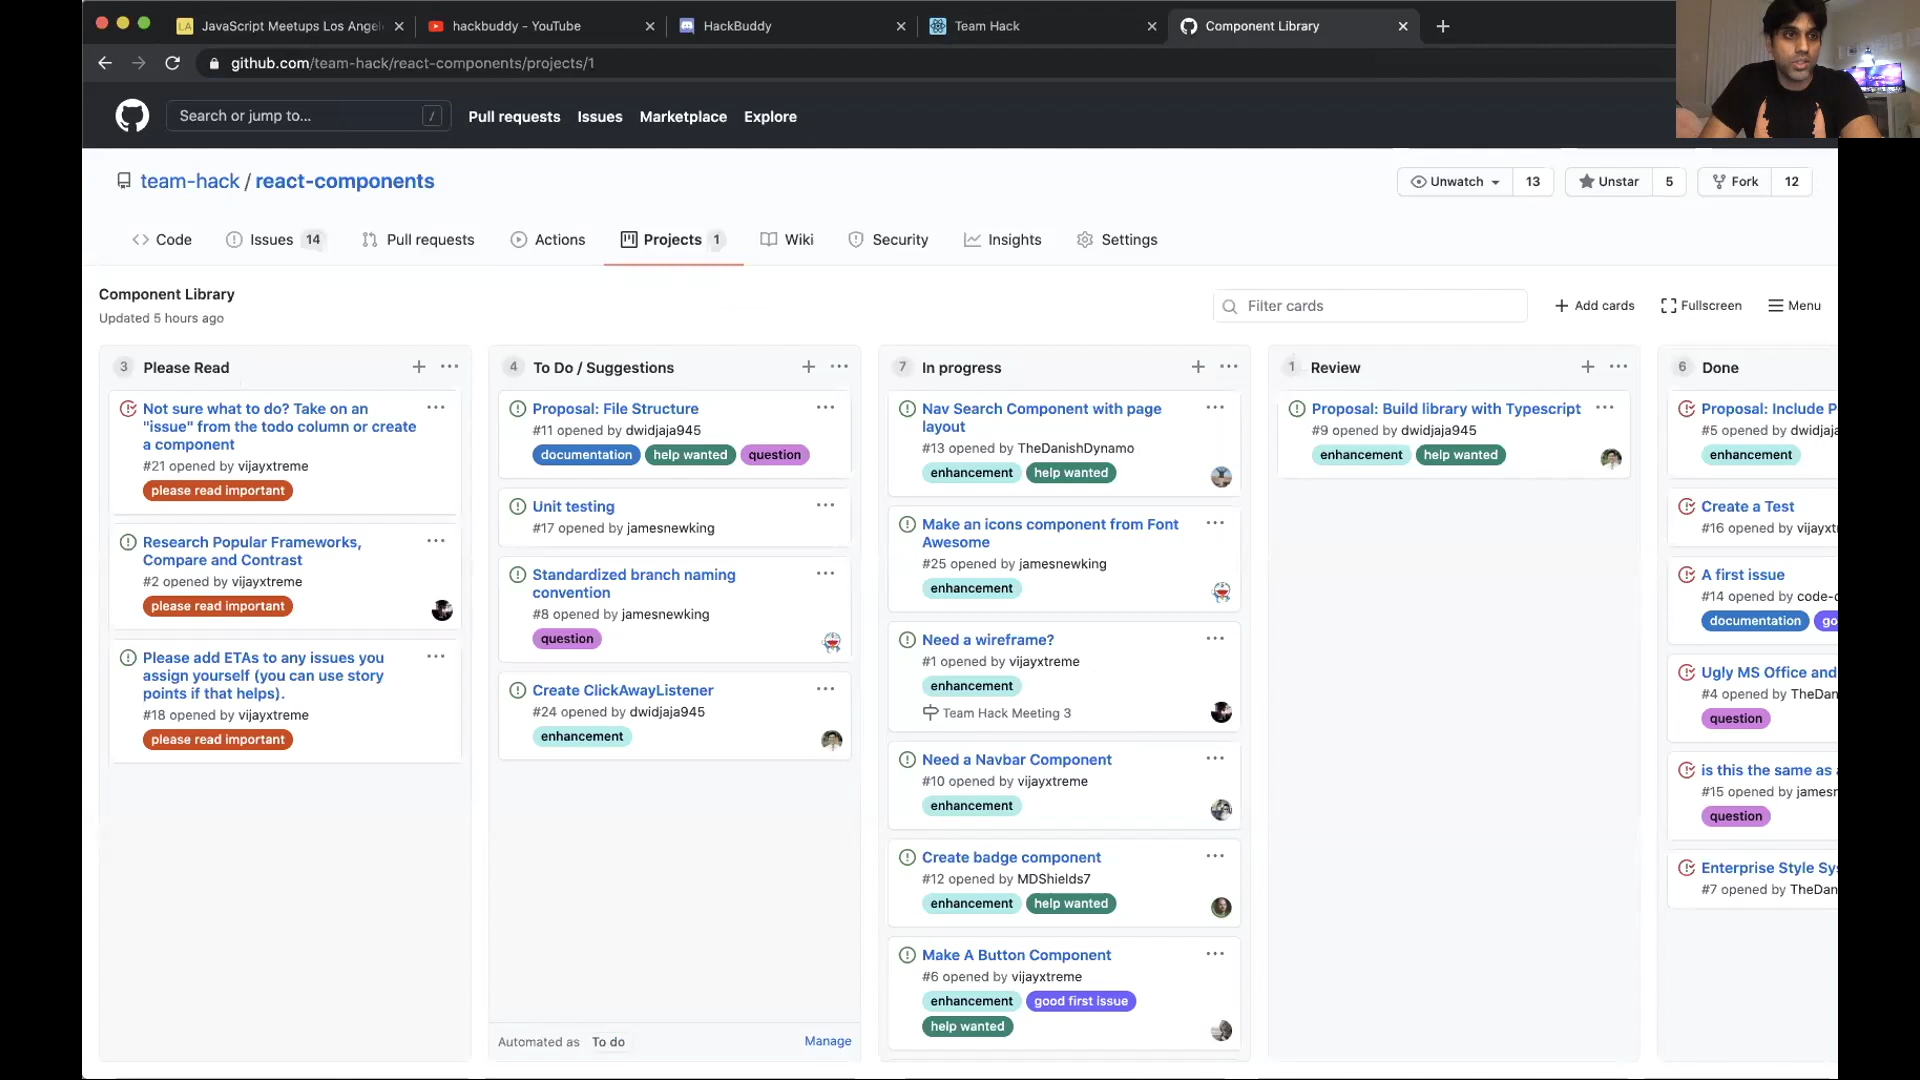 JavaScript Meetups Los Angel
hackbuddy - YouTube
HackBuddy
Team Hack
Component Library
github.com/team-hack/react-components/projects/1
Search or jump to...
/
Pull requests
Issues
Marketplace
Explore
team-hack / react-components
Unwatch
13
Unstar
5
Fork
12
Code
Issues 14
Pull requests
Actions
Projects 1
Wiki
Security
Insights
Settings
Component Library
Updated 5 hours ago
Filter cards
Add cards
Fullscreen
Menu
3 Please Read
Not sure what to do? Take on an
"issue" from the todo column or create
a component
#21 opened by vijayxtreme
please read important
Research Popular Frameworks,
Compare and Contrast
#2 opened by vijayxtreme
please read important
Please add ETAs to any issues you
assign yourself (you can use story
points if that helps).
#18 opened by vijayxtreme
please read important
4 To Do / Suggestions
Proposal: File Structure
#11 opened by dwidjaja945
documentation help wanted question
Unit testing
#17 opened by jamesnewking
Standardized branch naming
convention
#8 opened by jamesnewking
question
Create ClickAwayListener
#24 opened by dwidjaja945
enhancement
Automated as To do
Manage
7 In progress
Nav Search Component with page
layout
#13 opened by TheDanishDynamo
enhancement help wanted
Make an icons component from Font
Awesome
#25 opened by jamesnewking
enhancement
Need a wireframe?
#1 opened by vijayxtreme
enhancement
Team Hack Meeting 3
Need a Navbar Component
#10 opened by vijayxtreme
enhancement
Create badge component
#12 opened by MDShields7
enhancement help wanted
Make A Button Component
#6 opened by vijayxtreme
enhancement good first issue
help wanted
1 Review
Proposal: Build library with Typescript
#9 opened by dwidjaja945
enhancement help wanted
6 Done
Proposal: Include P
#5 opened by dwidja
enhancement
Create a Test
#16 opened by vijayxt
A first issue
#14 opened by code-
documentation go
Ugly MS Office and
#4 opened by TheDan
question
is this the same as
#15 opened by james
question
Enterprise Style Sy
#7 opened by TheDan